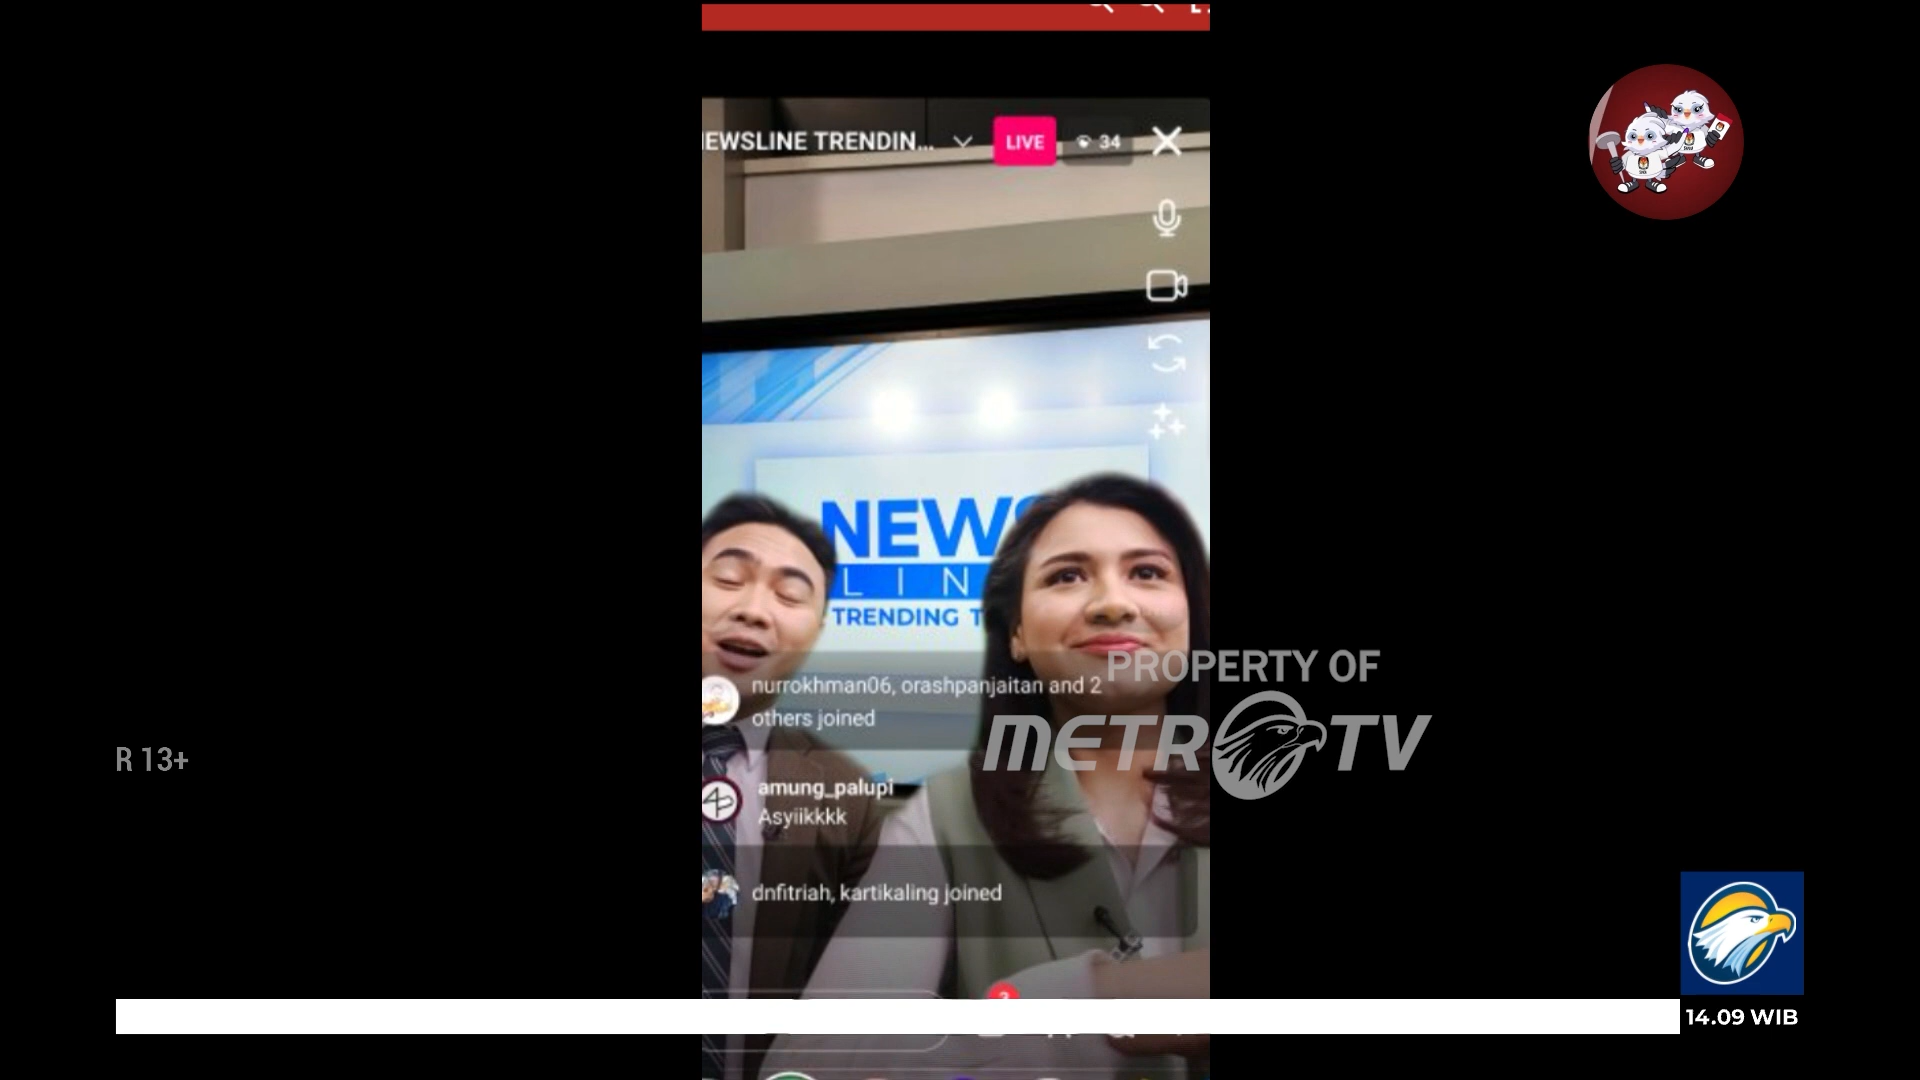 EWSLINE TRENDIN...
LIVE
34
NEWS
LIN
TRENDING T
PROPERTY OF
METRO TV
nurrokhman06, orashpanjaitan and 2
others joined
R 13+
amung_palupi
Asyiikkkk
dnfitriah, kartikaling joined
3
14.09 WIB